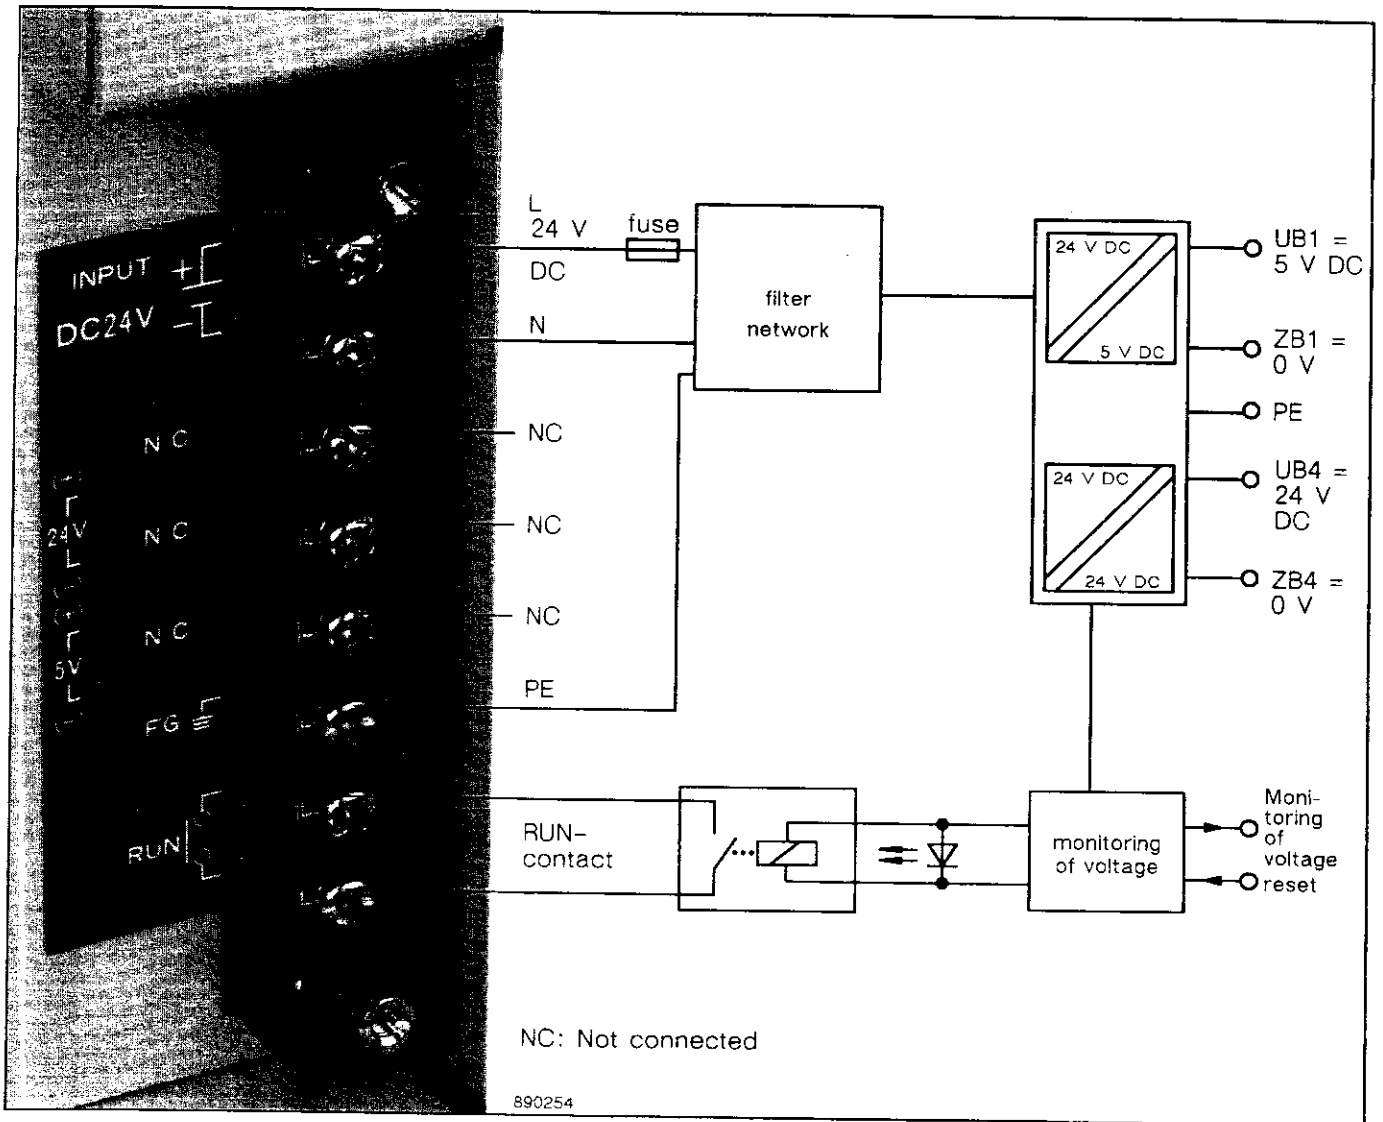 INPUT +
DC24V −
N C
(+)
24V
N C
(−)
(+)
N C
5V
(−)
FG
RUN
L
24 V
DC
fuse
N
NC
NC
NC
PE
RUN-
contact
filter
network
24 V DC
5 V DC
24 V DC
24 V DC
UB1 =
5 V DC
ZB1 =
0 V
PE
UB4 =
24 V
DC
ZB4 =
0 V
monitoring
of voltage
Moni-
toring
of
voltage
reset
NC: Not connected
890254